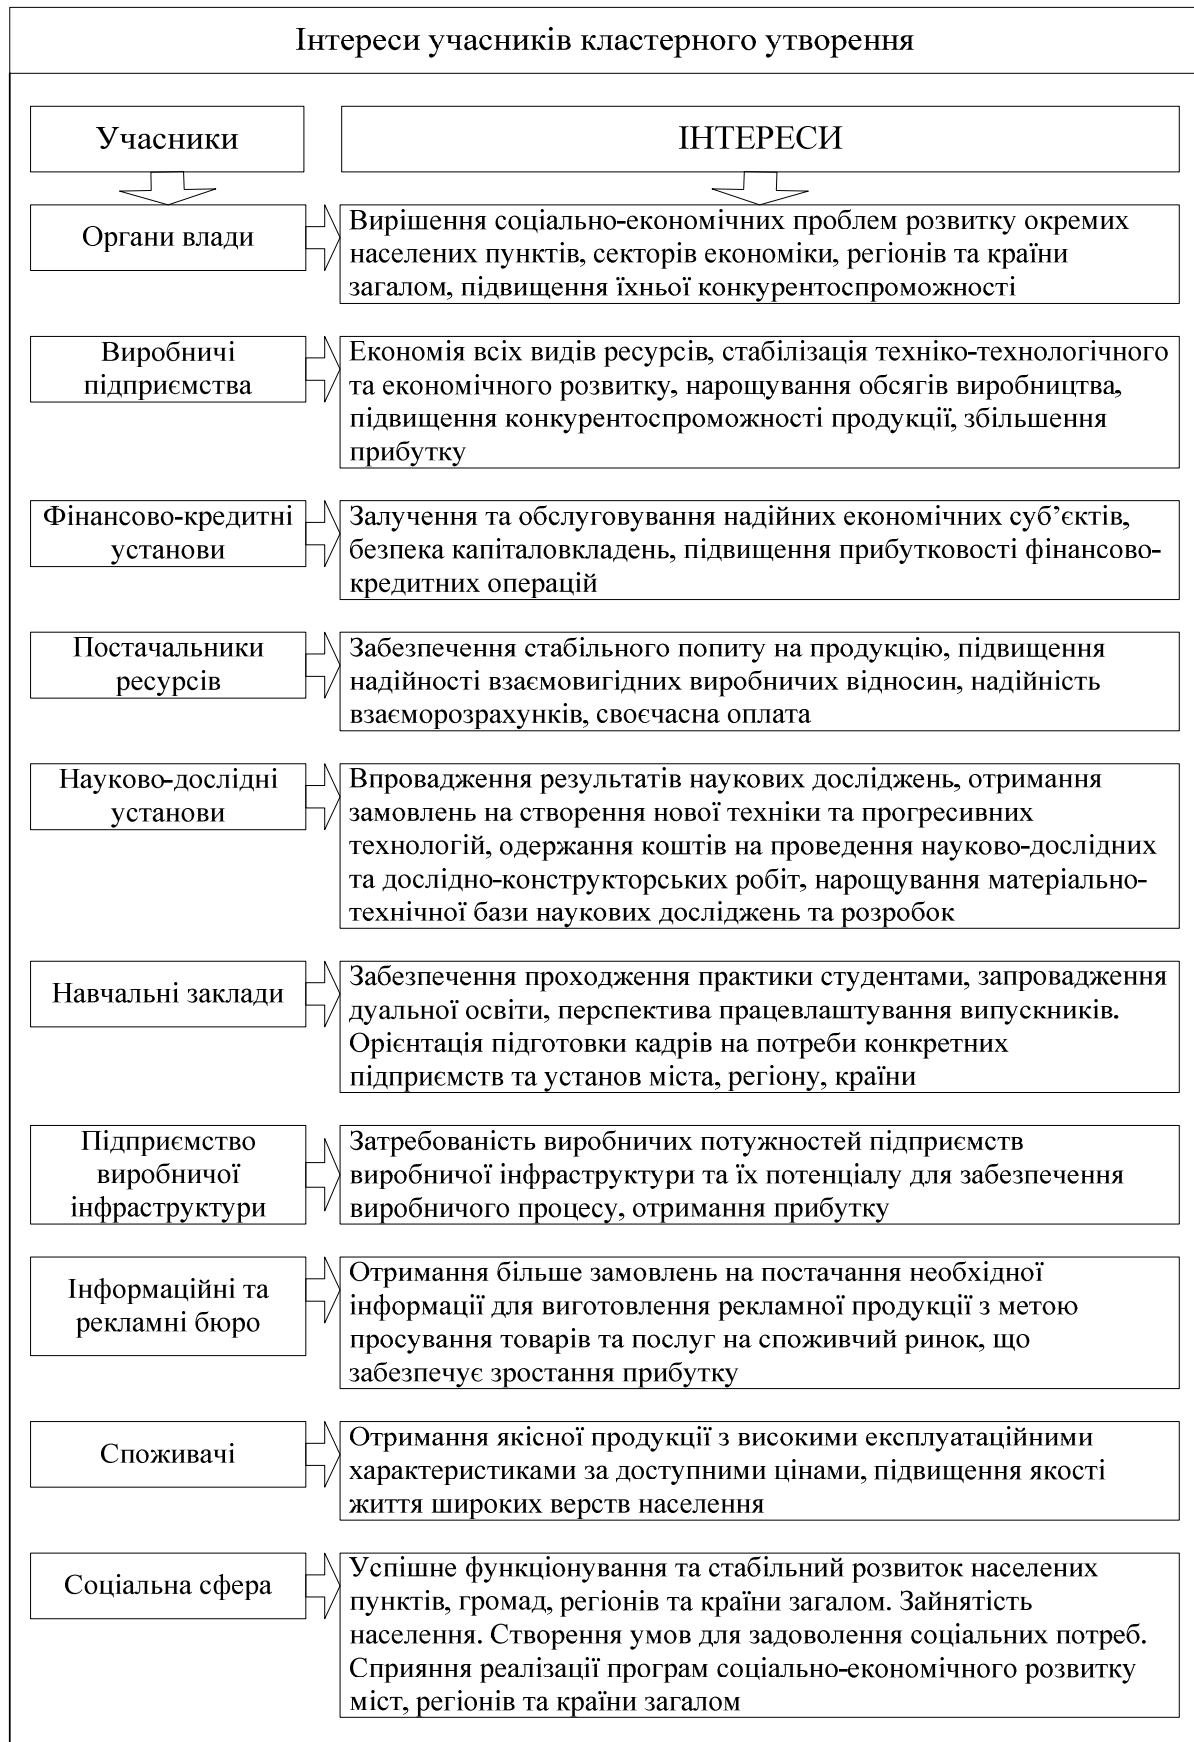 Інтереси учасників кластерного утворення
Учасники
ІНТЕРЕСИ
Органи влади
Вирішення соціально-економічних проблем розвитку окремих
населених пунктів, секторів економіки, регіонів та країни
загалом, підвищення їхньої конкурентоспроможності
Виробничі
підприємства
Економія всіх видів ресурсів, стабілізація техніко-технологічного
та економічного розвитку, нарощування обсягів виробництва,
підвищення конкурентоспроможності продукції, збільшення
прибутку
Фінансово-кредитні
установи
Залучення та обслуговування надійних економічних суб’єктів,
безпека капіталовкладень, підвищення прибутковості фінансово-
кредитних операцій
Постачальники
ресурсів
Забезпечення стабільного попиту на продукцію, підвищення
надійності взаємовигідних виробничих відносин, надійність
взаєморозрахунків, своєчасна оплата
Науково-дослідні
установи
Впровадження результатів наукових досліджень, отримання
замовлень на створення нової техніки та прогресивних
технологій, одержання коштів на проведення науково-дослідних
та дослідно-конструкторських робіт, нарощування матеріально-
технічної бази наукових досліджень та розробок
Навчальні заклади
Забезпечення проходження практики студентами, запровадження
дуальної освіти, перспектива працевлаштування випускників.
Орієнтація підготовки кадрів на потреби конкретних
підприємств та установ міста, регіону, країни
Підприємство
виробничої
інфраструктури
Затребованість виробничих потужностей підприємств
виробничої інфраструктури та їх потенціалу для забезпечення
виробничого процесу, отримання прибутку
Інформаційні та
рекламні бюро
Отримання більше замовлень на постачання необхідної
інформації для виготовлення рекламної продукції з метою
просування товарів та послуг на споживчий ринок, що
забезпечує зростання прибутку
Споживачі
Отримання якісної продукції з високими експлуатаційними
характеристиками за доступними цінами, підвищення якості
життя широких верств населення
Соціальна сфера
Успішне функціонування та стабільний розвиток населених
пунктів, громад, регіонів та країни загалом. Зайнятість
населення. Створення умов для задоволення соціальних потреб.
Сприяння реалізації програм соціально-економічного розвитку
міст, регіонів та країни загалом